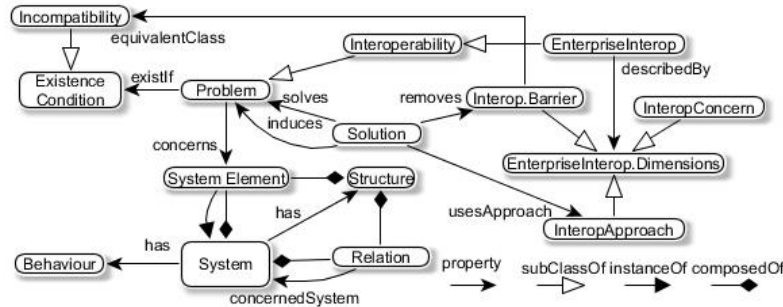 Incompatibility
equivalentClass
Interoperability
EnterpriseInterop
describedBy
Existence
Condition
existIf
Problem
solves
induces
removes
Interop.Barrier
InteropConcern
Solution
concerns
EnterpriseInterop.Dimensions
System Element
Structure
has
usesApproach
InteropApproach
has
Behaviour
System
Relation
concernedSystem
property
subClassOf
instanceOf
composedOf